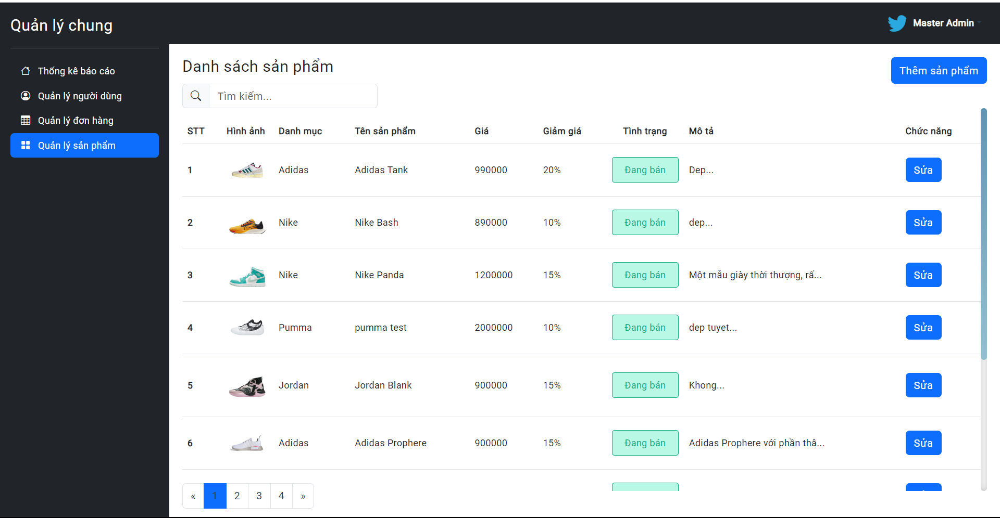 Quản lý chung
Master Admin
Thống kê báo cáo
Quản lý người dùng
Quản lý đơn hàng
Quản lý sản phẩm
Danh sách sản phẩm
Thêm sản phẩm
Tìm kiếm...
STT Hình ảnh Danh mục Tên sản phẩm Giá Giảm giá Tình trạng Mô tả Chức năng
1 Adidas Adidas Tank 990000 20% Đang bán Dep... Sửa
2 Nike Nike Bash 890000 10% Đang bán dep... Sửa
3 Nike Nike Panda 1200000 15% Đang bán Một mẫu giày thời thượng, rấ... Sửa
4 Pumma pumma test 2000000 10% Đang bán dep tuyet... Sửa
5 Jordan Jordan Blank 900000 15% Đang bán Khong... Sửa
6 Adidas Adidas Prophere 900000 15% Đang bán Adidas Prophere với phần thâ... Sửa
« 1 2 3 4 »